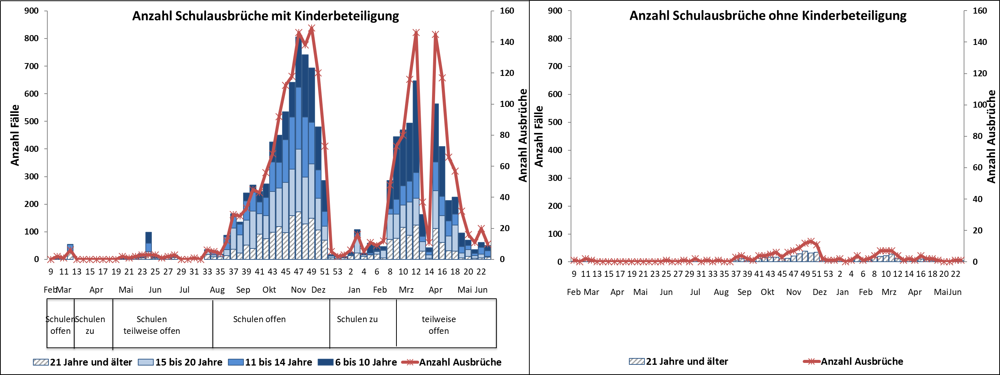 Anzahl Schulausbrüche mit Kinderbeteiligung
900
800
700
600
500
400
300
200
100
0
Anzahl Fälle
160
140
120
100
80
60
40
20
0
Anzahl Ausbrüche
9 11 13 15 17 19 21 23 25 27 29 31 33 35 37 39 41 43 45 47 49 51 53 2 4 6 8 10 12 14 16 18 20 22
Feb Mar Apr Mai Jun Jul Aug Sep Okt Nov Dez Jan Feb Mrz Apr Mai Jun
Schulen offen
Schulen zu
Schulen teilweise offen
Schulen offen
Schulen zu
teilweise offen
21 Jahre und älter 15 bis 20 Jahre 11 bis 14 Jahre 6 bis 10 Jahre Anzahl Ausbrüche
Anzahl Schulausbrüche ohne Kinderbeteiligung
900
800
700
600
500
400
300
200
100
0
Anzahl Fälle
160
140
120
100
80
60
40
20
0
Anzahl Ausbrüche
9 11 13 15 17 19 21 23 25 27 29 31 33 35 37 39 41 43 45 47 49 51 53 2 4 6 8 10 12 14 16 18 20 22
Feb Mar Apr Mai Jun Jul Aug Sep Okt Nov Dez Jan Feb Mrz Apr Mai Jun
21 Jahre und älter Anzahl Ausbrüche